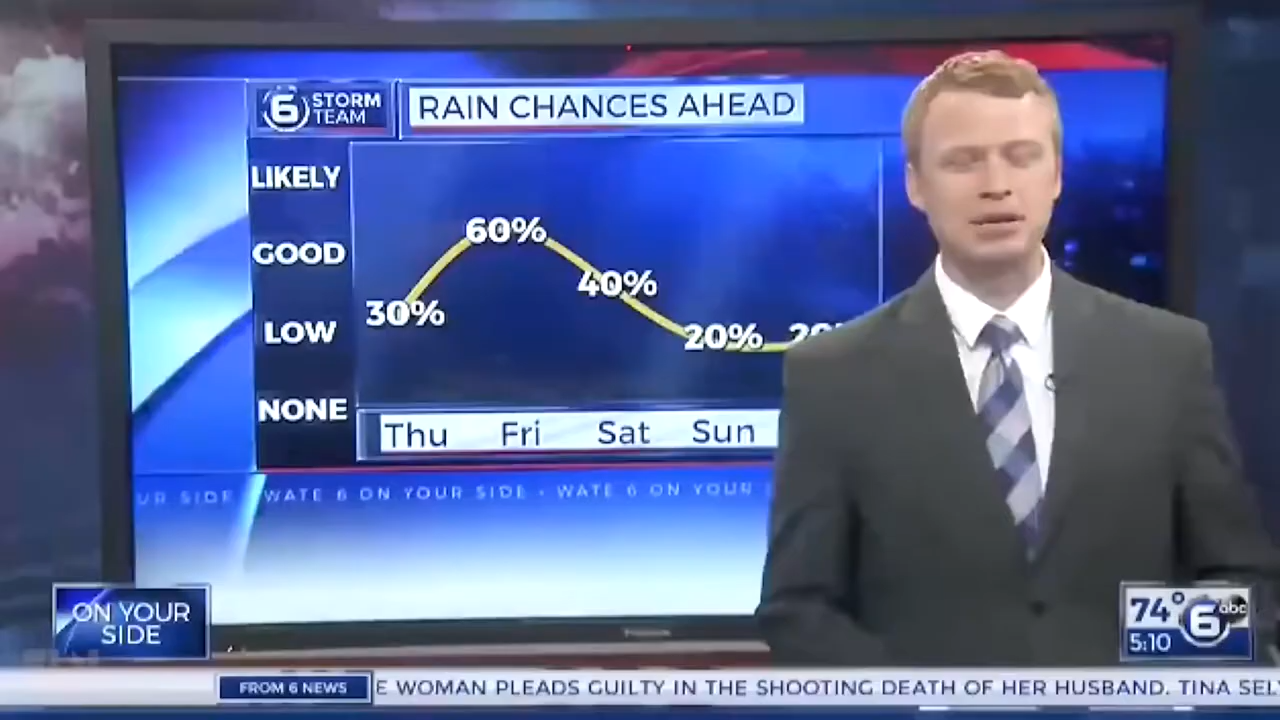 6 STORM
TEAM
RAIN CHANCES AHEAD
LIKELY
GOOD
LOW
NONE
60%
40%
30%
20%
Thu Fri Sat Sun
UR SIDE WATE 6 ON YOUR SIDE • WATE 6 ON YOUR
ON YOUR
SIDE
74°
6 abc
5:10
FROM 6 NEWS
E WOMAN PLEADS GUILTY IN THE SHOOTING DEATH OF HER HUSBAND. TINA